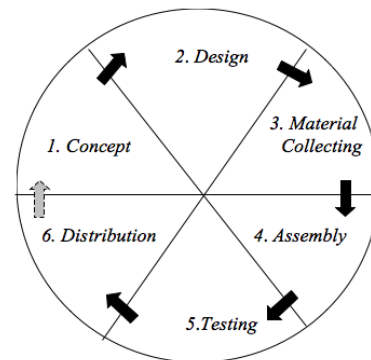 1. Concept
2. Design
3. Material
Collecting
4. Assembly
5.Testing
6. Distribution